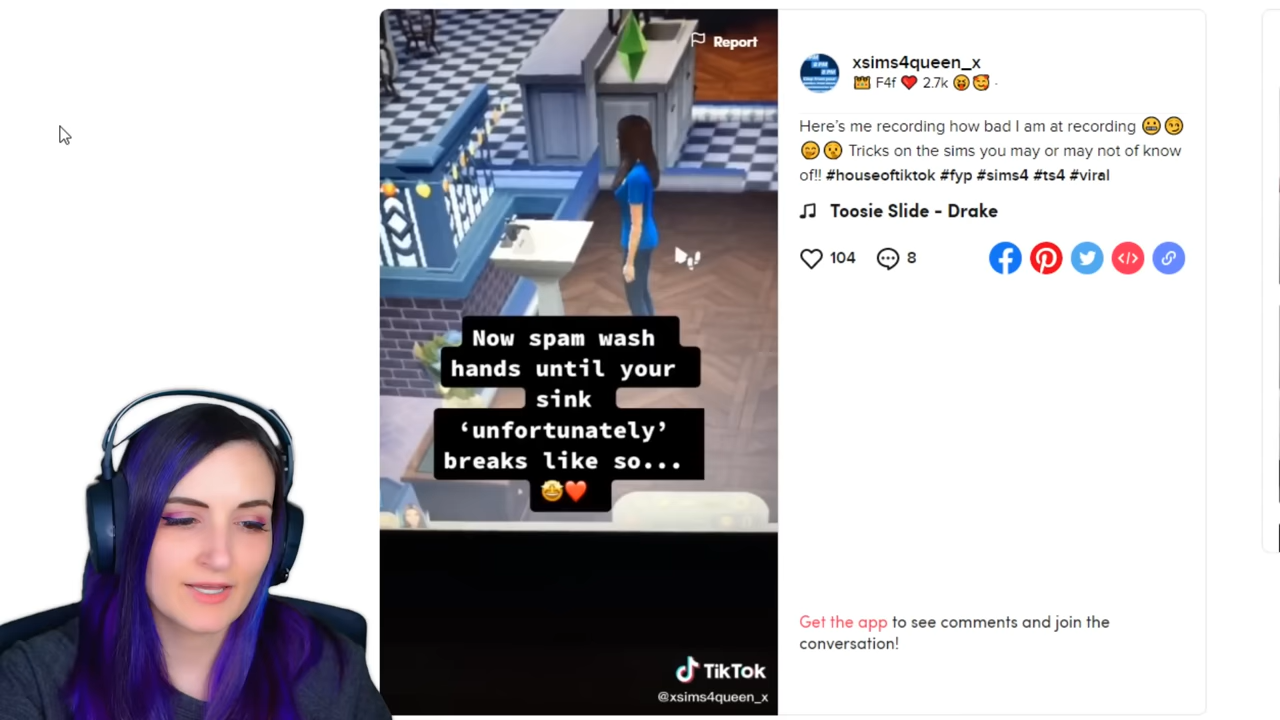 Report
Now spam wash
hands until your
sink
‘unfortunately’
breaks like so...
🤩❤️
TikTok
@xsims4queen_x
xsims4queen_x
👑 F4f ❤️ 2.7k 😝 🥰 ·
Here’s me recording how bad I am at recording 😬 😏
😁 🤫 Tricks on the sims you may or may not of know
of!! #houseoftiktok #fyp #sims4 #ts4 #viral
Toosie Slide - Drake
104 8
Get the app to see comments and join the
conversation!